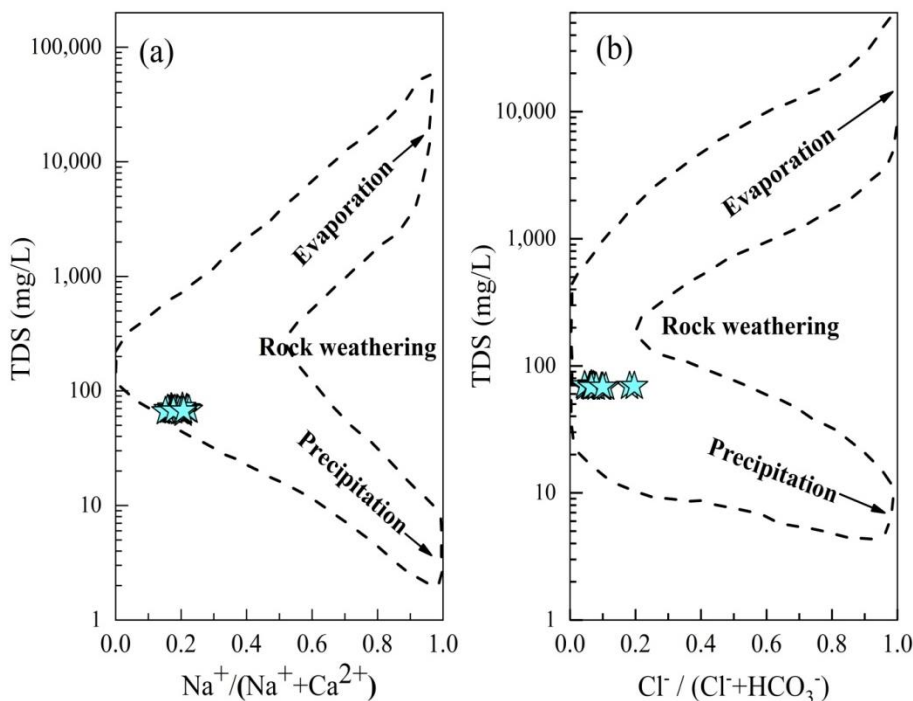 (a)
100,000
10,000
1,000
100
10
1
TDS (mg/L)
Evaporation
Rock weathering
Precipitation
0.0 0.2 0.4 0.6 0.8 1.0
Na⁺/(Na⁺+Ca²⁺)
(b)
10,000
1,000
100
10
1
TDS (mg/L)
Evaporation
Rock weathering
Precipitation
0.0 0.2 0.4 0.6 0.8 1.0
Cl⁻ / (Cl⁻+HCO₃⁻)